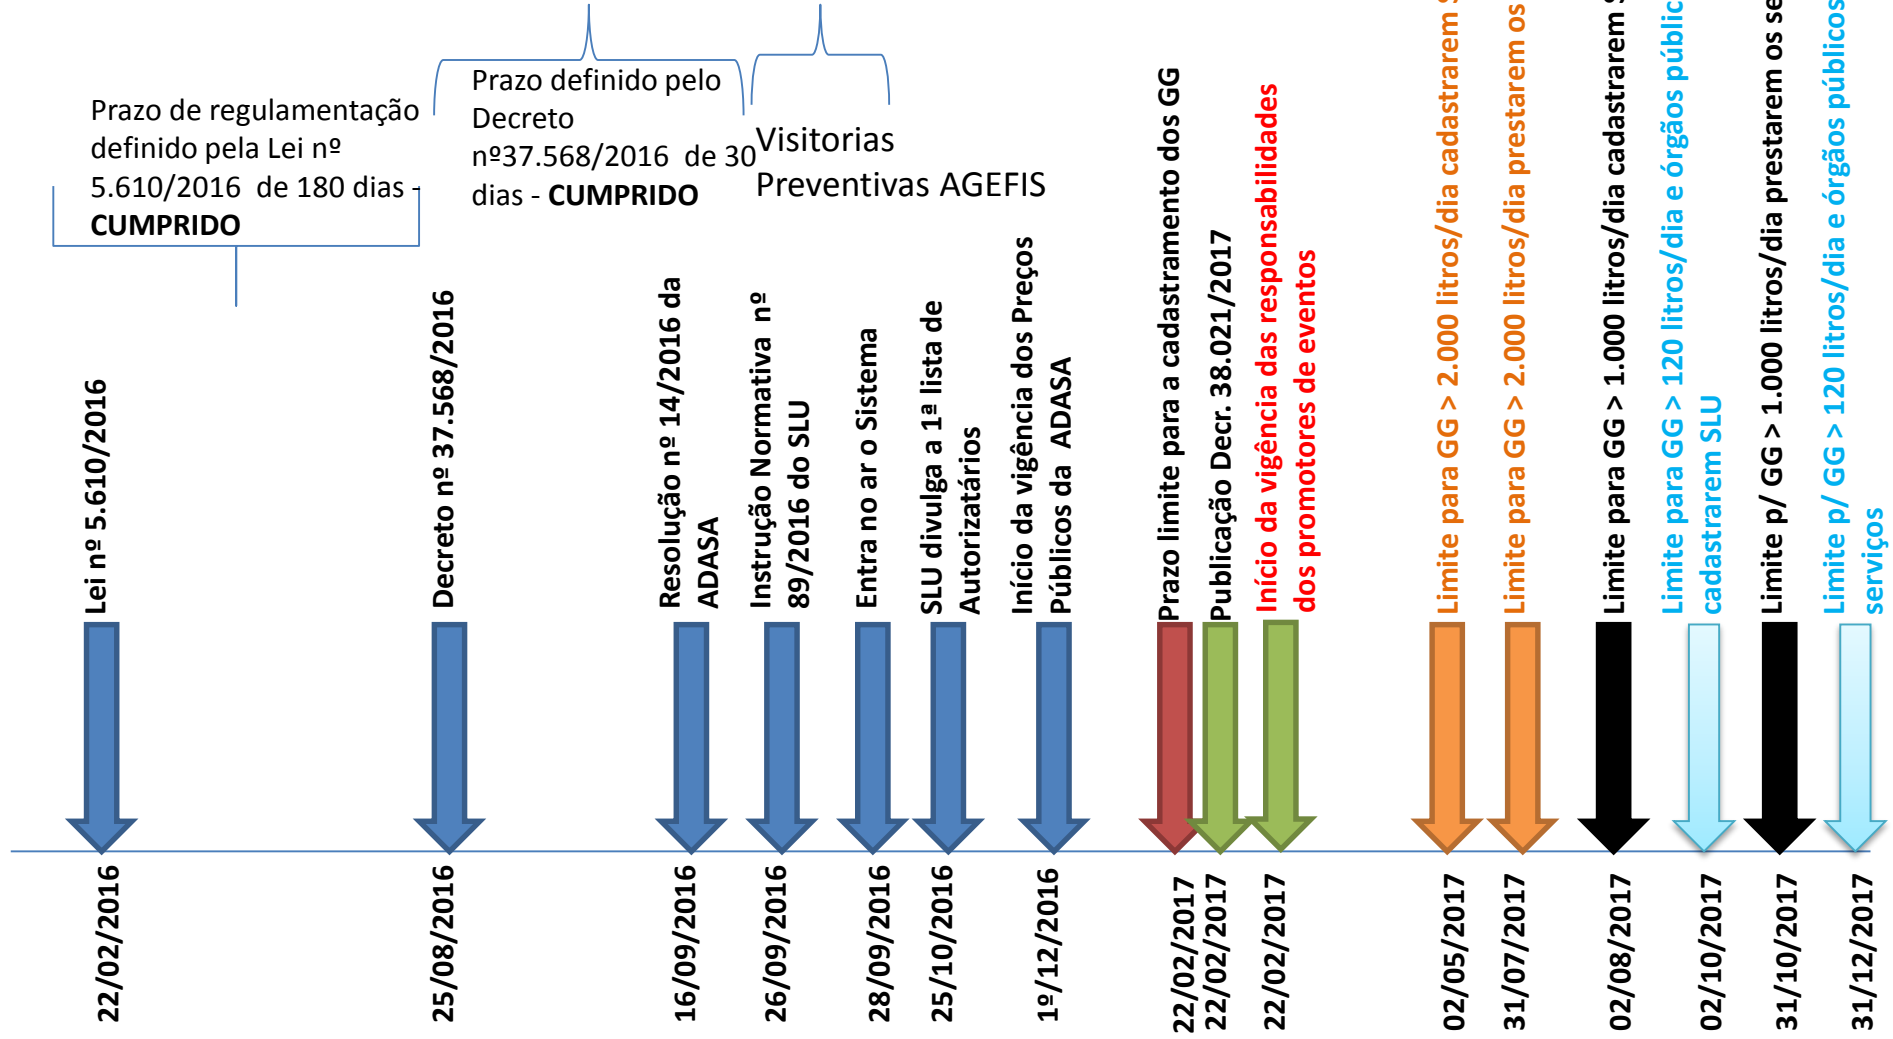 Prazo de regulamentação
definido pela Lei nº
5.610/2016 de 180 dias -
CUMPRIDO
Prazo definido pelo
Decreto
nº37.568/2016 de 30
dias - CUMPRIDO
Visitorias
Preventivas AGEFIS
Lei nº 5.610/2016
Decreto nº 37.568/2016
Resolução nº 14/2016 da
ADASA
Instrução Normativa nº
89/2016 do SLU
Entra no ar o Sistema
SLU divulga a 1ª lista de
Autorizatários
Início da vigência dos Preços
Públicos da ADASA
Prazo limite para a cadastramento dos GG
Publicação Decr. 38.021/2017
Início da vigência das responsabilidades
dos promotores de eventos
Limite para GG > 2.000 litros/dia cadastrarem
Limite para GG > 2.000 litros/dia prestarem os
Limite para GG > 1.000 litros/dia cadastrarem
Limite para GG > 120 litros/dia e órgãos
cadastrarem SLU
Limite p/ GG > 1.000 litros/dia prestarem os
Limite p/ GG > 120 litros/dia e órgãos públicos
serviços
22/02/2016
25/08/2016
16/09/2016
26/09/2016
28/09/2016
25/10/2016
1º/12/2016
22/02/2017
22/02/2017
22/02/2017
02/05/2017
31/07/2017
02/08/2017
02/10/2017
31/10/2017
31/12/2017